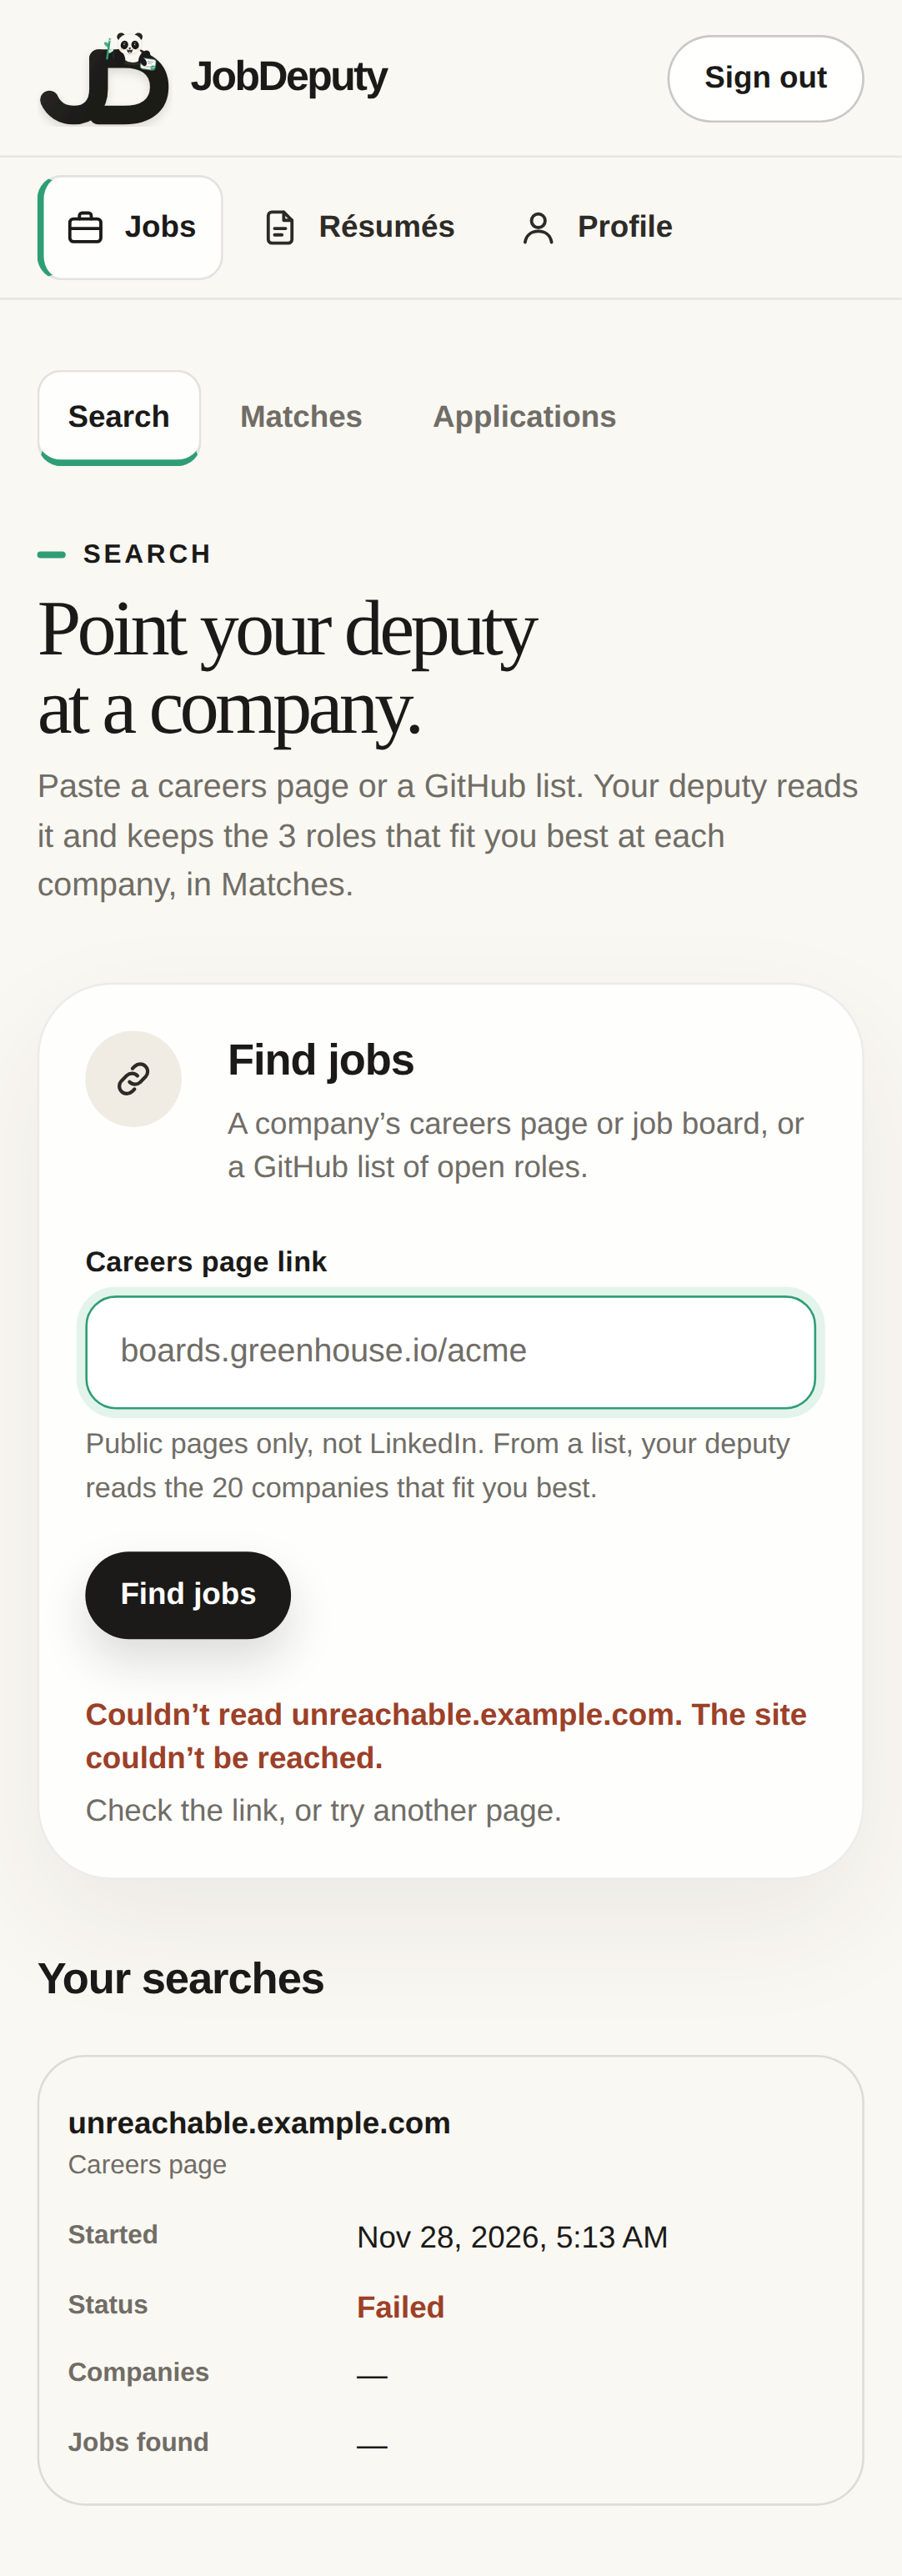 JobDeputy
Sign out
Jobs
Résumés
Profile
Search
Matches
Applications
SEARCH
Point your deputy
at a company.
Paste a careers page or a GitHub list. Your deputy reads
it and keeps the 3 roles that fit you best at each
company, in Matches.
Find jobs
A company’s careers page or job board, or
a GitHub list of open roles.
Careers page link
boards.greenhouse.io/acme
Public pages only, not LinkedIn. From a list, your deputy
reads the 20 companies that fit you best.
Find jobs
Couldn’t read unreachable.example.com. The site
couldn’t be reached.
Check the link, or try another page.
Your searches
unreachable.example.com
Careers page
Started
Nov 28, 2026, 5:13 AM
Status
Failed
Companies
—
Jobs found
—